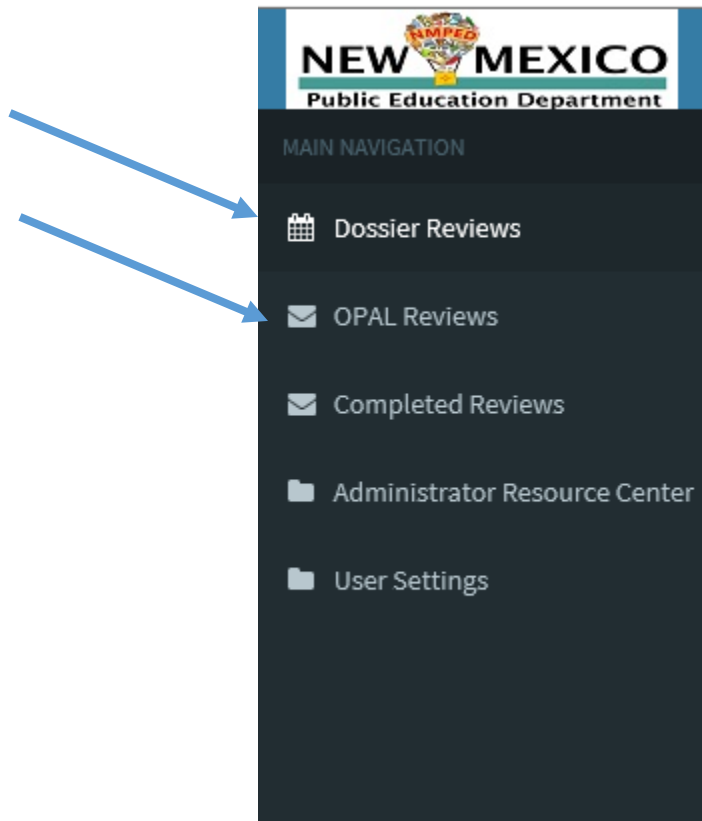 NMPED
NEW MEXICO
Public Education Department
MAIN NAVIGATION
Dossier Reviews
OPAL Reviews
Completed Reviews
Administrator Resource Center
User Settings